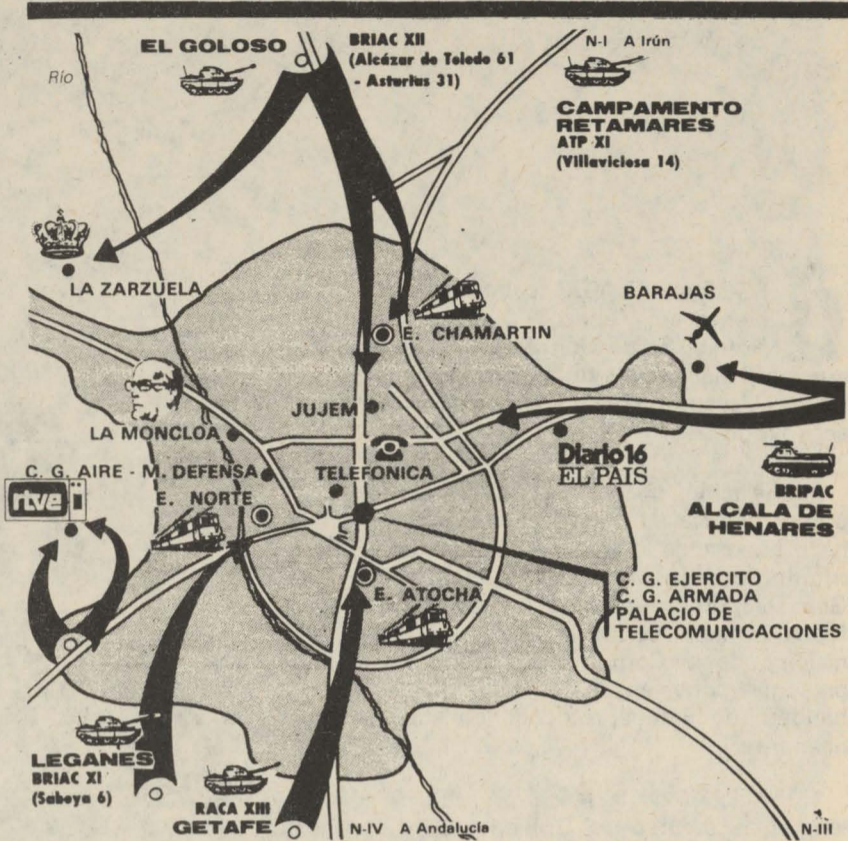 EL GOLOSO
BRIAC XII
(Alcázar de Toledo 61
- Asturias 31)
N-I A Irún
Río
CAMPAMENTO
RETAMARES
ATP XI
(Villaviciosa 14)
LA ZARZUELA
BARAJAS
E. CHAMARTIN
JUJEM
LA MONCLOA
Diario 16
EL PAIS
C. G. AIRE - M. DEFENSA
TELEFONICA
rtve
E. NORTE
BRIPAC
ALCALA DE
HENARES
E. ATOCHA
C. G. EJERCITO
C. G. ARMADA
PALACIO DE
TELECOMUNICACIONES
LEGANES
BRIAC XI
(Saboya 6)
RACA XIII
GETAFE
N-IV A Andalucía
N-III